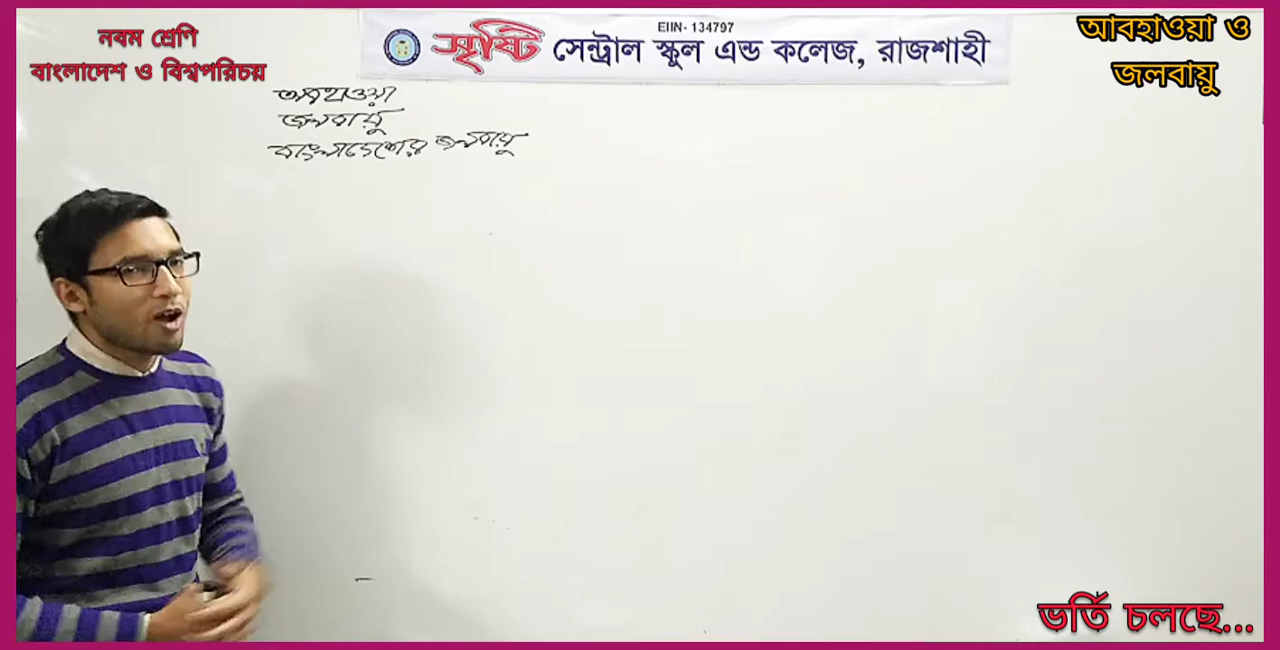 নবম শ্রেণি
বাংলাদেশ ও বিশ্বপরিচয়
EIIN- 134797
সৃষ্টি সেন্ট্রাল স্কুল এন্ড কলেজ, রাজশাহী
আবহাওয়া ও
জলবায়ু
আবহাওয়া
জলবায়ু
বাংলাদেশের জলবায়ু
ভর্তি চলছে...